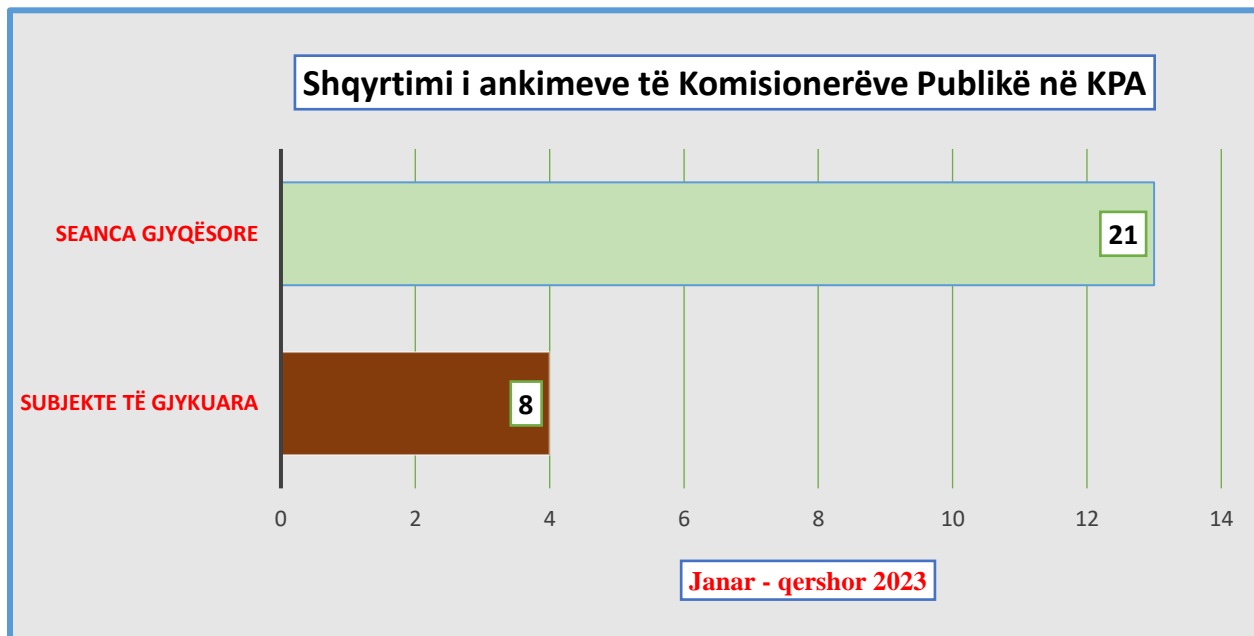 Shqyrtimi i ankimeve të Komisionerëve Publikë në KPA
SEANCA GJYQËSORE
21
SUBJEKTE TË GJYKUARA
8
0 2 4 6 8 10 12 14
Janar - qershor 2023